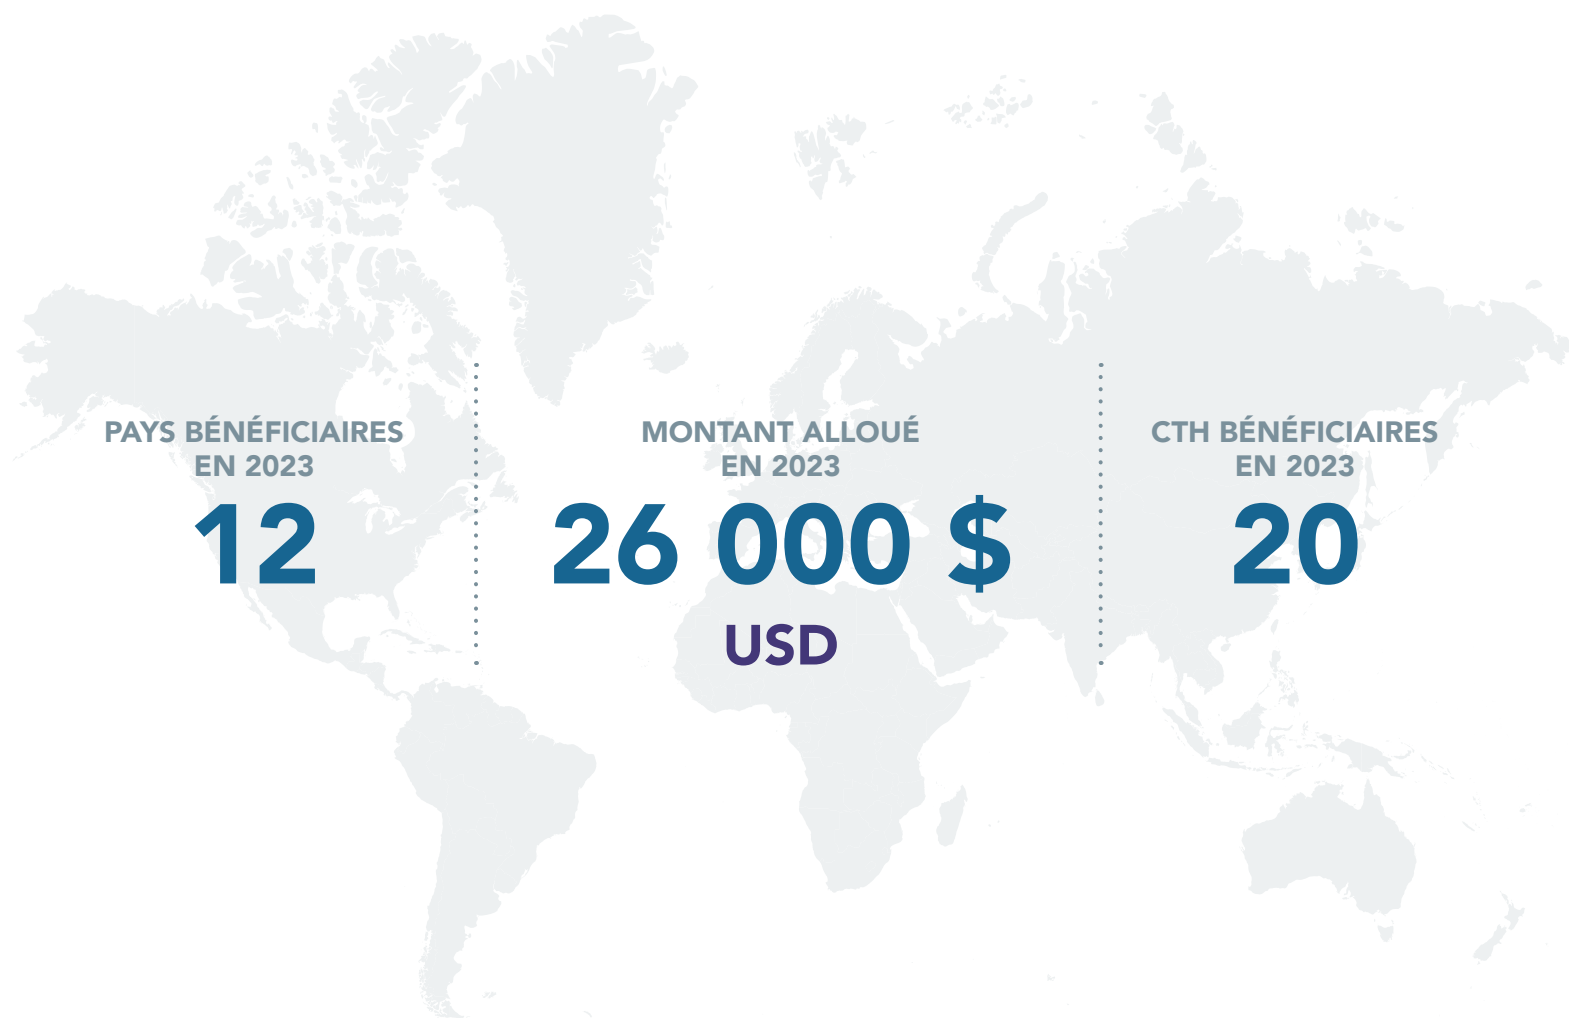 PAYS BÉNÉFICIAIRES
EN 2023
12
MONTANT ALLOUÉ
EN 2023
26 000 $
USD
CTH BÉNÉFICIAIRES
EN 2023
20